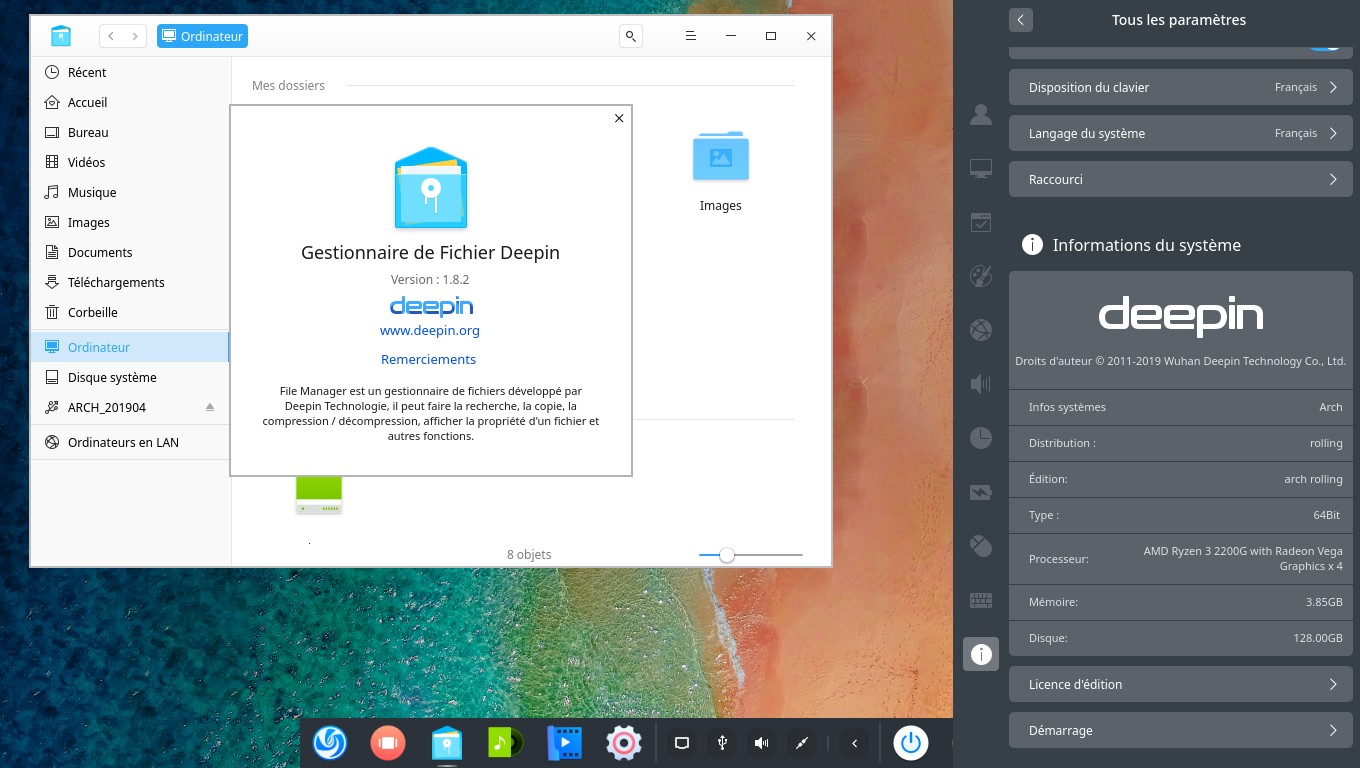 Ordinateur
Récent
Accueil
Bureau
Vidéos
Musique
Images
Documents
Téléchargements
Corbeille
Ordinateur
Disque système
ARCH_201904
Ordinateurs en LAN
Mes dossiers
Images
8 objets
Gestionnaire de Fichier Deepin
Version : 1.8.2
deepin
www.deepin.org
Remerciements
File Manager est un gestionnaire de fichiers développé par
Deepin Technologie, il peut faire la recherche, la copie, la
compression / décompression, afficher la propriété d'un fichier et
autres fonctions.
Tous les paramètres
Disposition du clavier Français
Langage du système Français
Raccourci
Informations du système
deepin
Droits d'auteur © 2011-2019 Wuhan Deepin Technology Co., Ltd.
Infos systèmes Arch
Distribution : rolling
Édition: arch rolling
Type : 64Bit
Processeur: AMD Ryzen 3 2200G with Radeon Vega
Graphics x 4
Mémoire: 3.85GB
Disque: 128.00GB
Licence d'édition
Démarrage